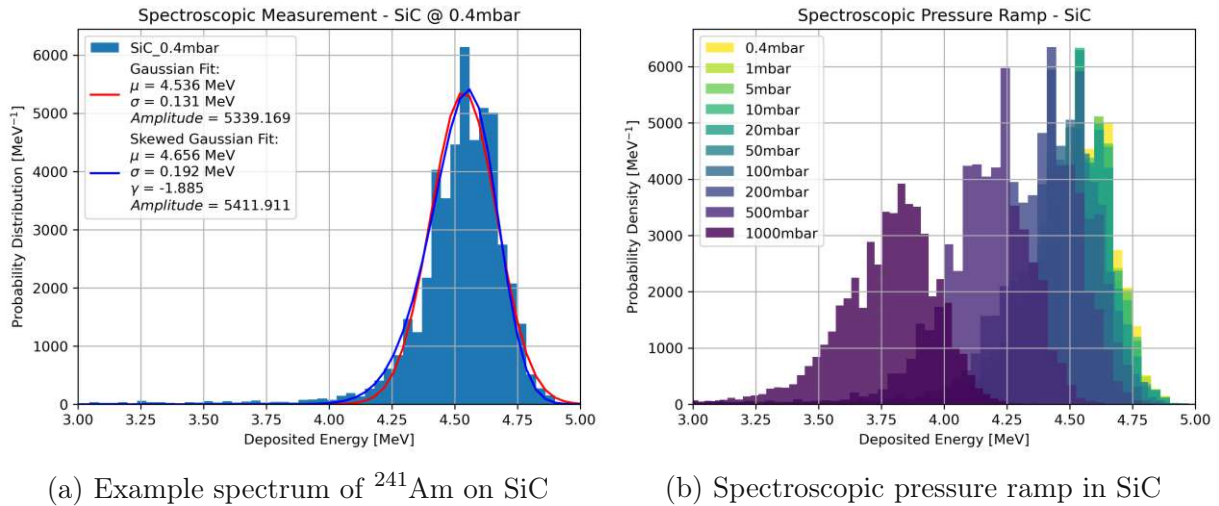 Spectroscopic Measurement - SiC @ 0.4mbar
Probability Distribution [MeV⁻¹]
6000
5000
4000
3000
2000
1000
0
SiC_0.4mbar
Gaussian Fit:
μ = 4.536 MeV
σ = 0.131 MeV
Amplitude = 5339.169
Skewed Gaussian Fit:
μ = 4.656 MeV
σ = 0.192 MeV
γ = -1.885
Amplitude = 5411.911
3.00 3.25 3.50 3.75 4.00 4.25 4.50 4.75 5.00
Deposited Energy [MeV]
(a) Example spectrum of ²⁴¹Am on SiC
Spectroscopic Pressure Ramp - SiC
Probability Density [MeV⁻¹]
6000
5000
4000
3000
2000
1000
0
0.4mbar
1mbar
5mbar
10mbar
20mbar
50mbar
100mbar
200mbar
500mbar
1000mbar
3.00 3.25 3.50 3.75 4.00 4.25 4.50 4.75 5.00
Deposited Energy [MeV]
(b) Spectroscopic pressure ramp in SiC